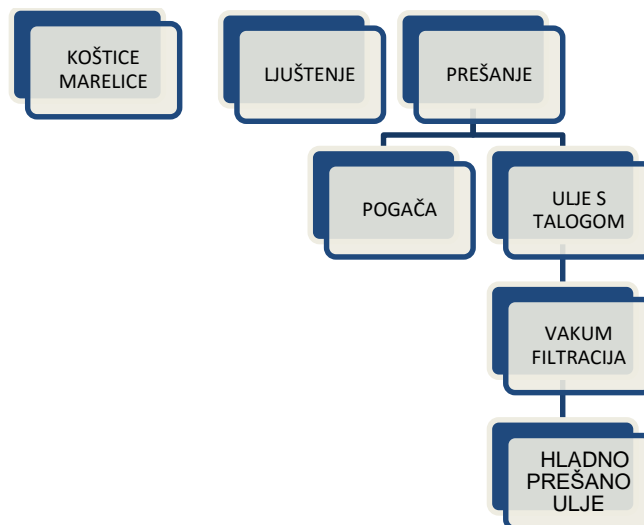 KOŠTICE
MARELICE
LJUŠTENJE
PREŠANJE
POGAČA
ULJE S
TALOGOM
VAKUM
FILTRACIJA
HLADNO
PREŠANO
ULJE